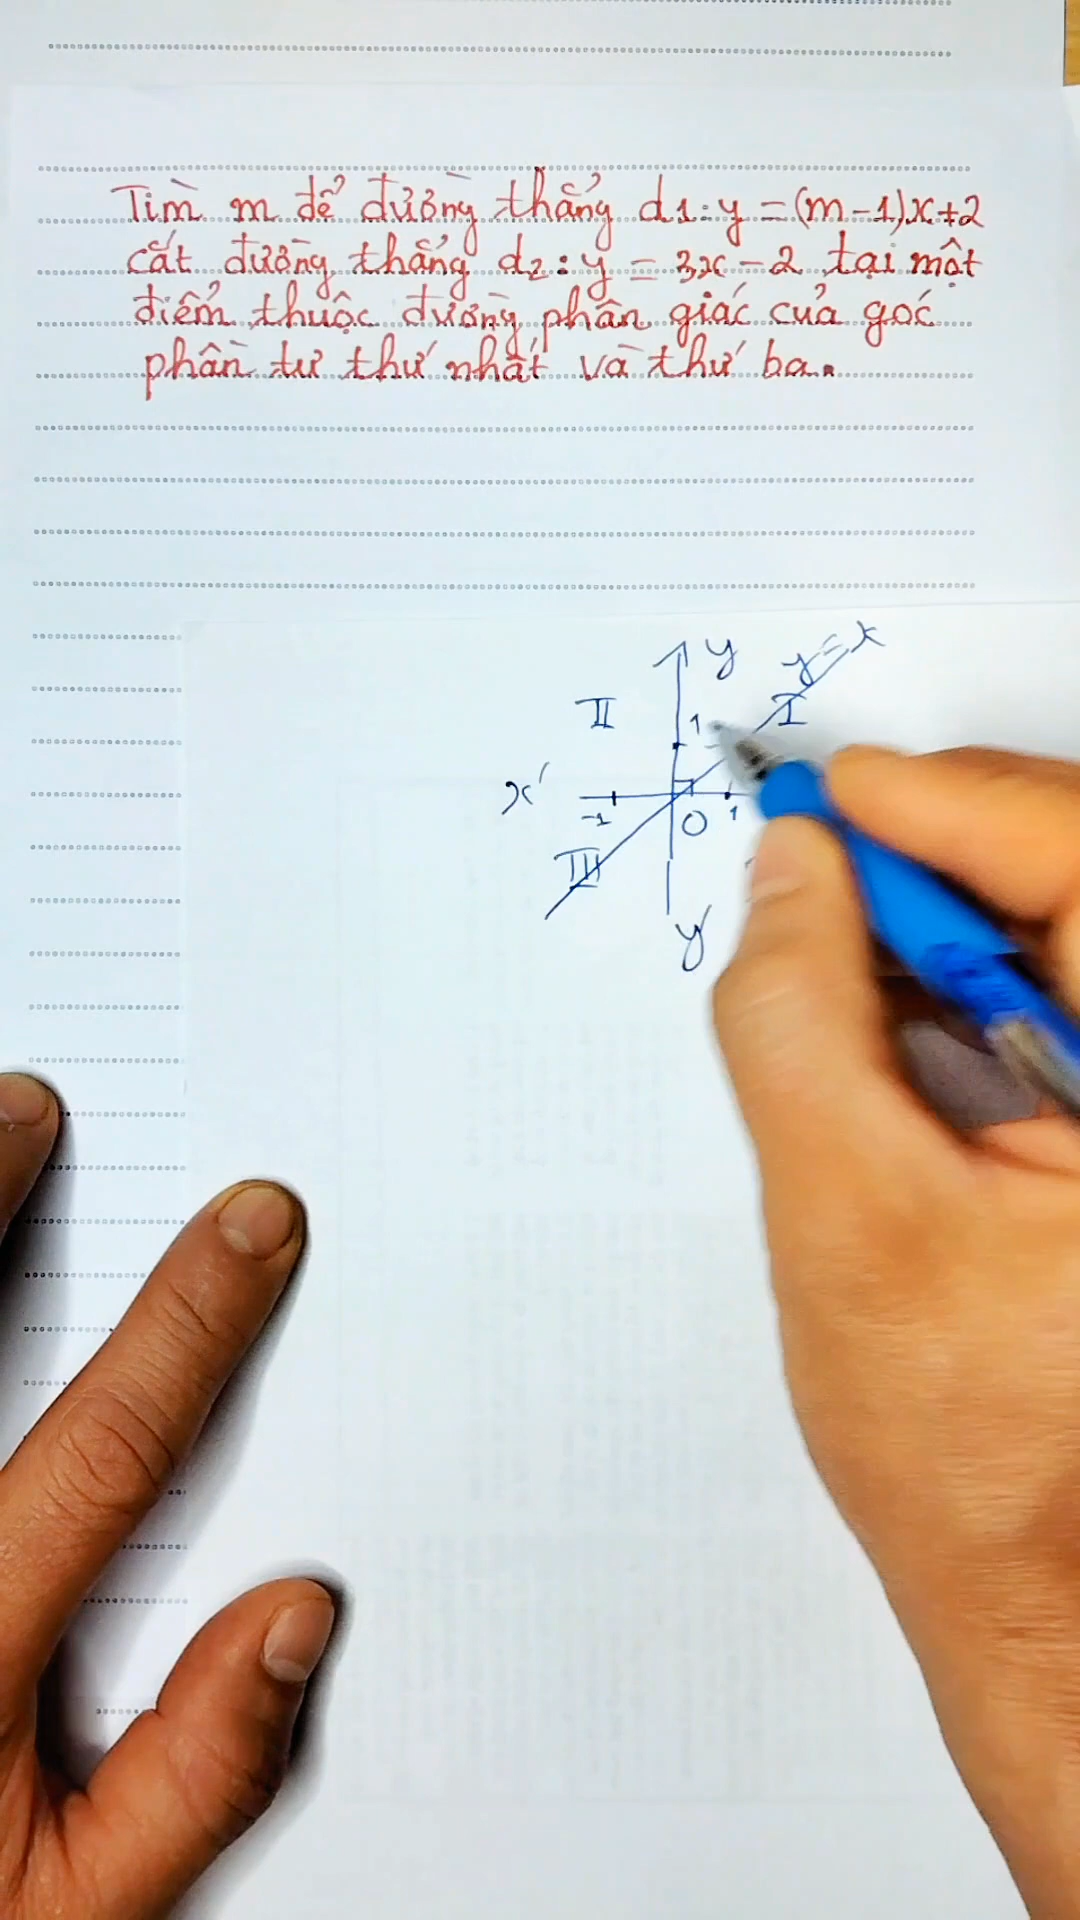 Tìm m để đường thẳng d1: y = (m-1)x+2
cắt đường thẳng d2: y = 3x - 2 tại một
điểm thuộc đường phân giác của góc
phần tư thứ nhất và thứ ba.
y
y=x
II
1
I
x'
-1
O
1
III
y'